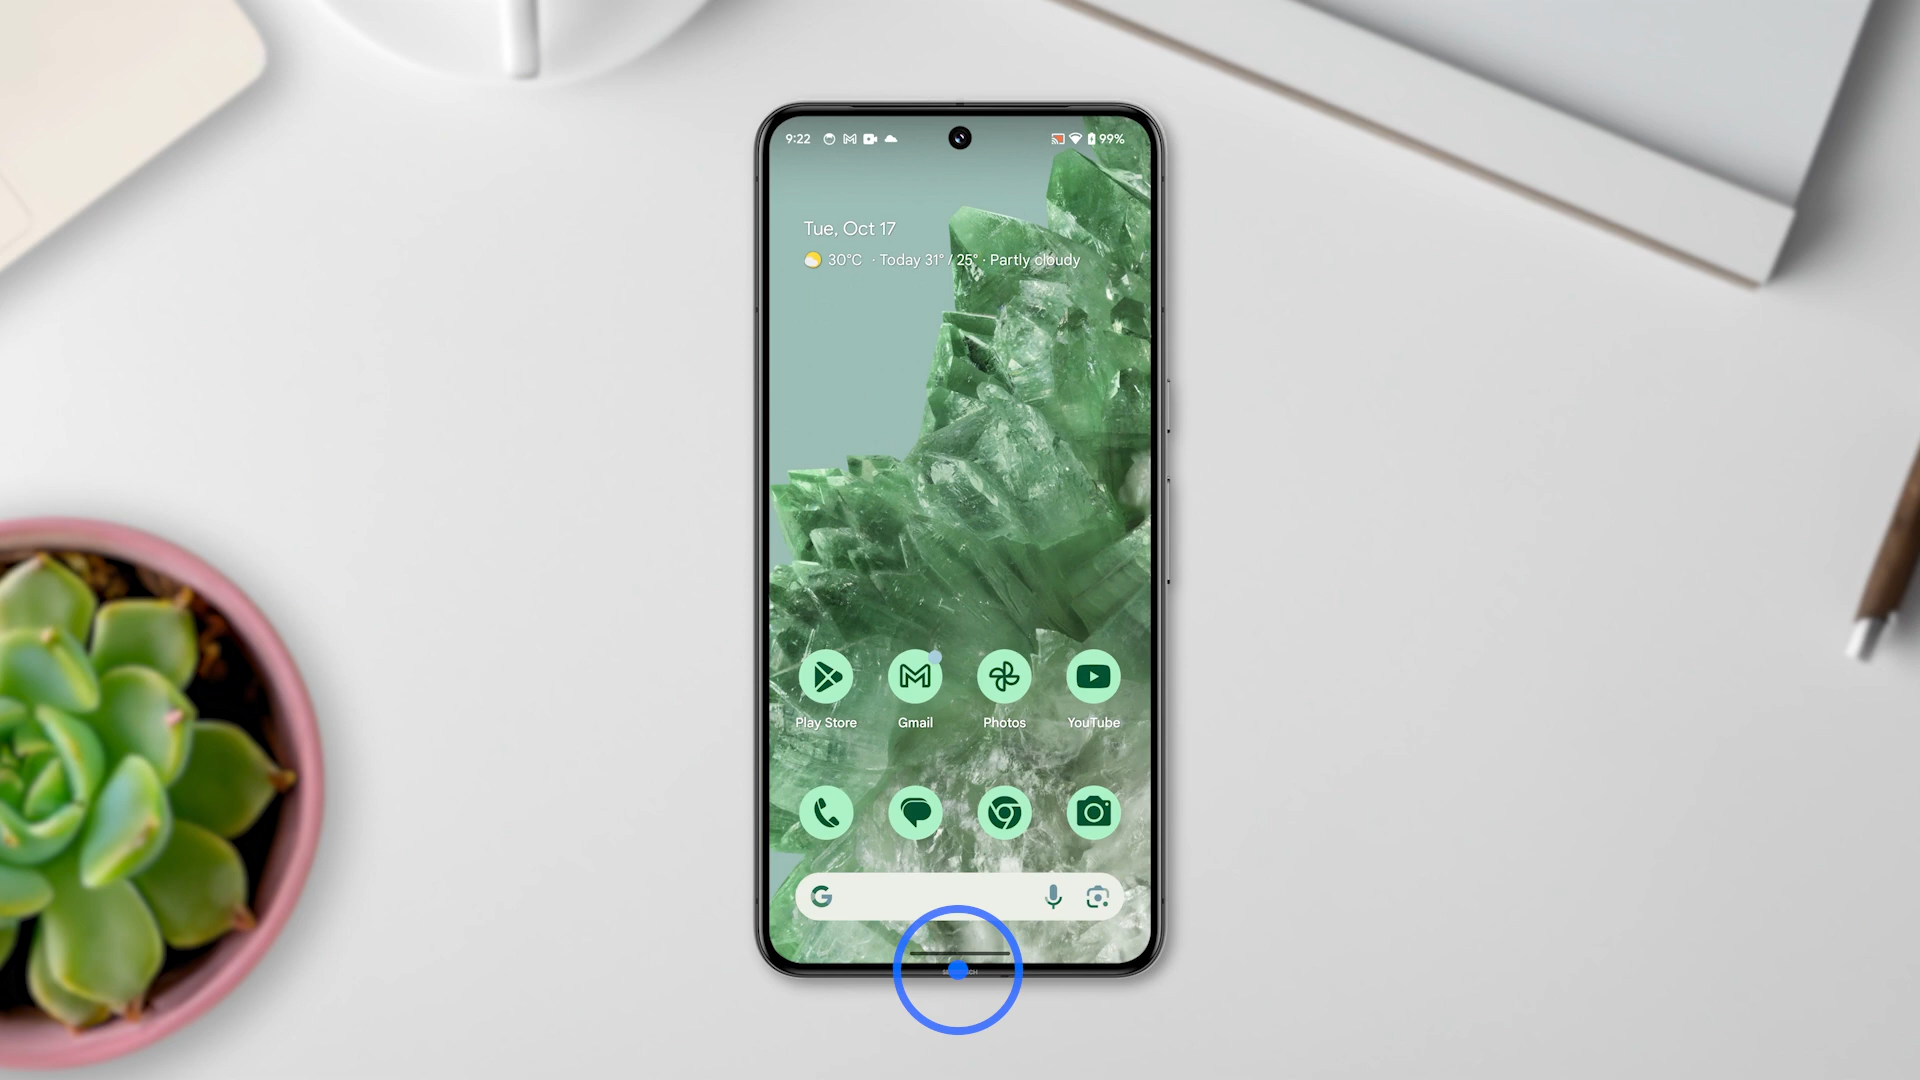 9:22
99%
Tue, Oct 17
30°C · Today 31° / 25° · Partly cloudy
Play Store
Gmail
Photos
YouTube
G